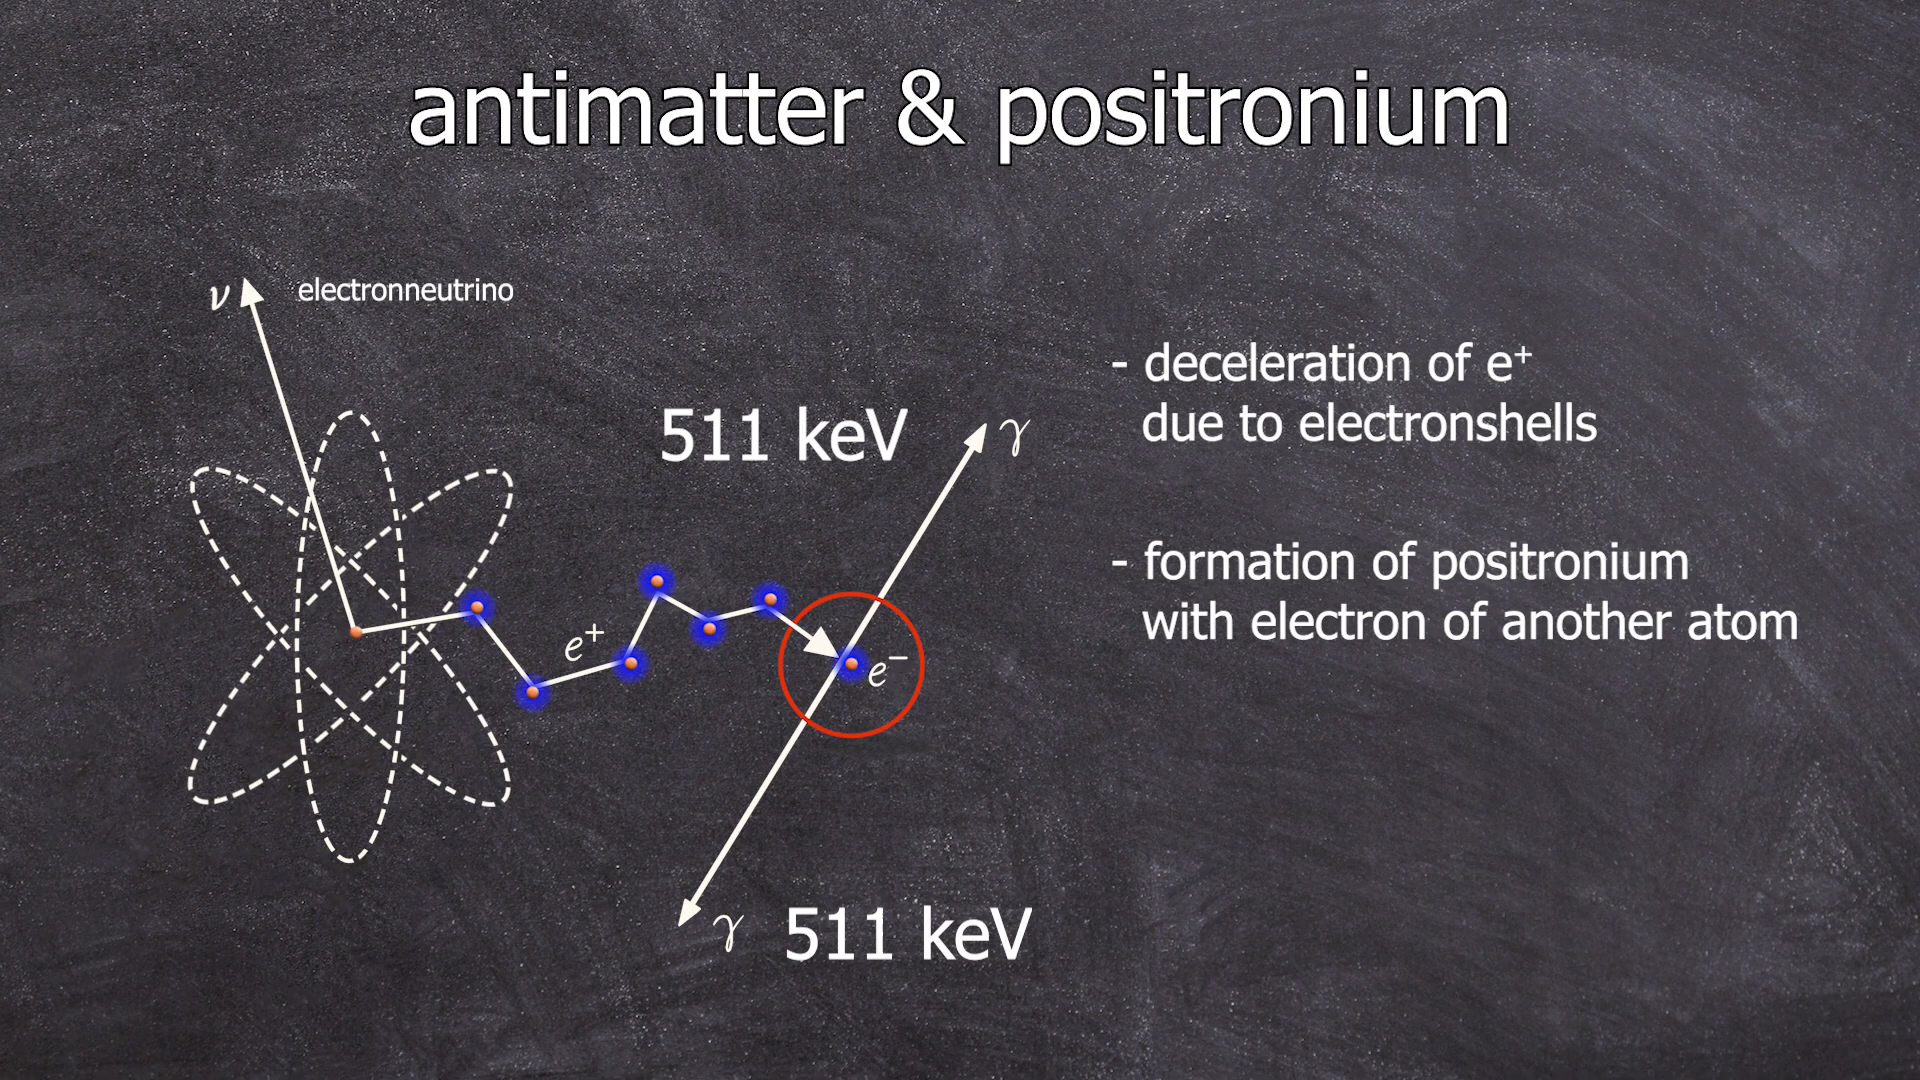 antimatter & positronium
ν electronneutrino
511 keV
γ
e⁺
e⁻
γ 511 keV
- deceleration of e⁺
due to electronshells
- formation of positronium
with electron of another atom